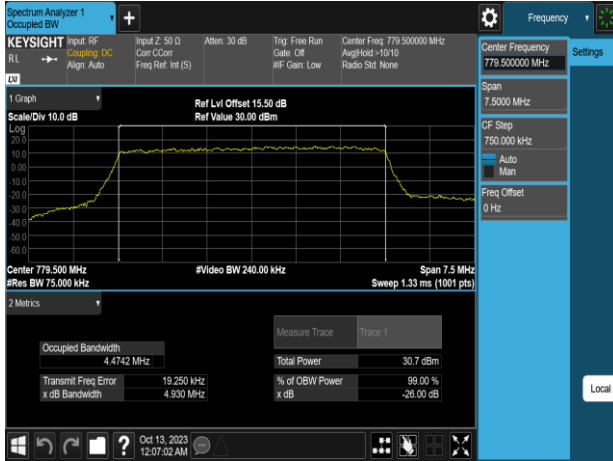 Spectrum Analyzer 1
Occupied BW
+
Frequency
KEYSIGHT
RL
LXI
Input: RF
Coupling: DC
Align: Auto
Input Z: 50 Ω
Corr CCorr
Freq Ref: Int (S)
Atten: 30 dB
Trig: Free Run
Gate: Off
#IF Gain: Low
Center Freq: 779.500000 MHz
Avg|Hold:>10/10
Radio Std: None
Center Frequency
779.500000 MHz
Settings
Span
7.5000 MHz
CF Step
750.000 kHz
Auto
Man
Freq Offset
0 Hz
Local
1 Graph
Scale/Div 10.0 dB
Ref Lvl Offset 15.50 dB
Ref Value 30.00 dBm
Log
20.0
10.0
0.00
-10.0
-20.0
-30.0
-40.0
-50.0
-60.0
Center 779.500 MHz
#Res BW 75.000 kHz
#Video BW 240.00 kHz
Span 7.5 MHz
Sweep 1.33 ms (1001 pts)
2 Metrics
Measure Trace
Trace 1
Occupied Bandwidth
4.4742 MHz
Total Power
30.7 dBm
Transmit Freq Error
19.250 kHz
% of OBW Power
99.00 %
x dB Bandwidth
4.930 MHz
x dB
-26.00 dB
?
Oct 13, 2023
12:07:02 AM